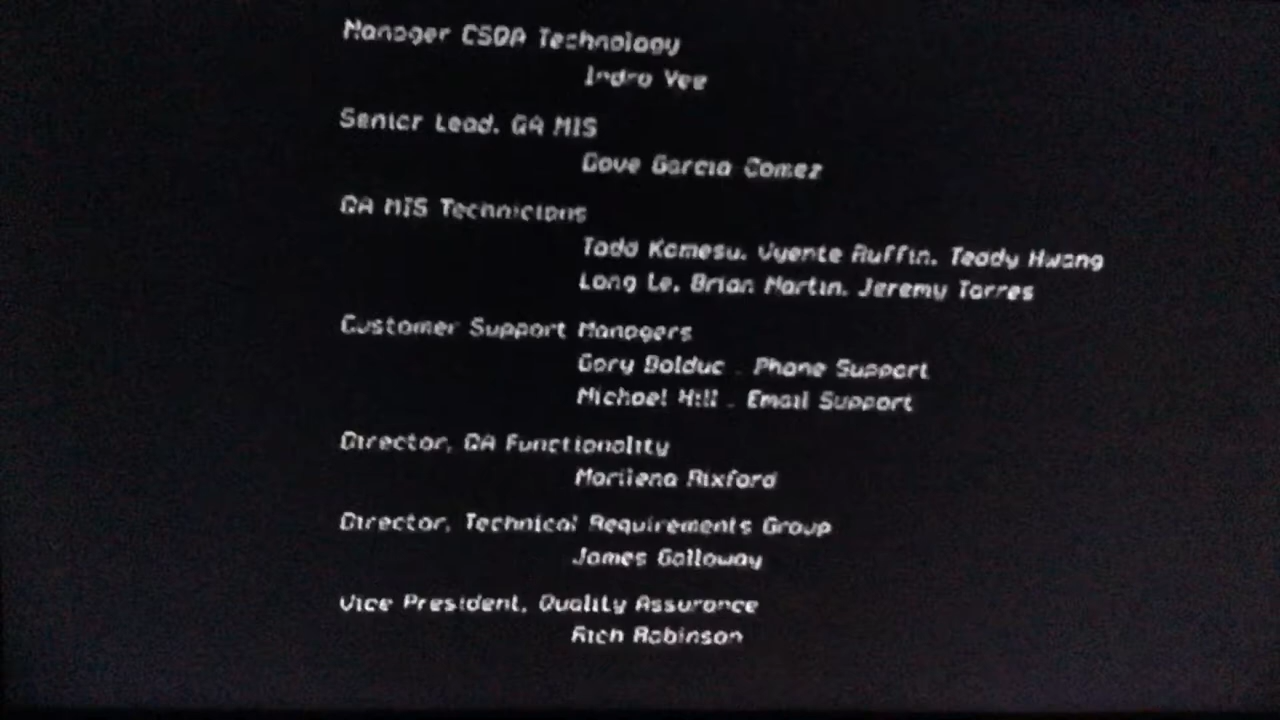 Manager CSQA Technology
Indra Yee
Senior Lead, QA MIS
Dave Garcia Gomez
QA MIS Technicians
Todd Komesu, Vyente Ruffin, Teddy Hwang
Long Le, Brian Martin, Jeremy Torres
Customer Support Managers
Gary Bolduc - Phone Support
Michael Hill - Email Support
Director, QA Functionality
Marilena Rixford
Director, Technical Requirements Group
James Galloway
Vice President, Quality Assurance
Rich Robinson